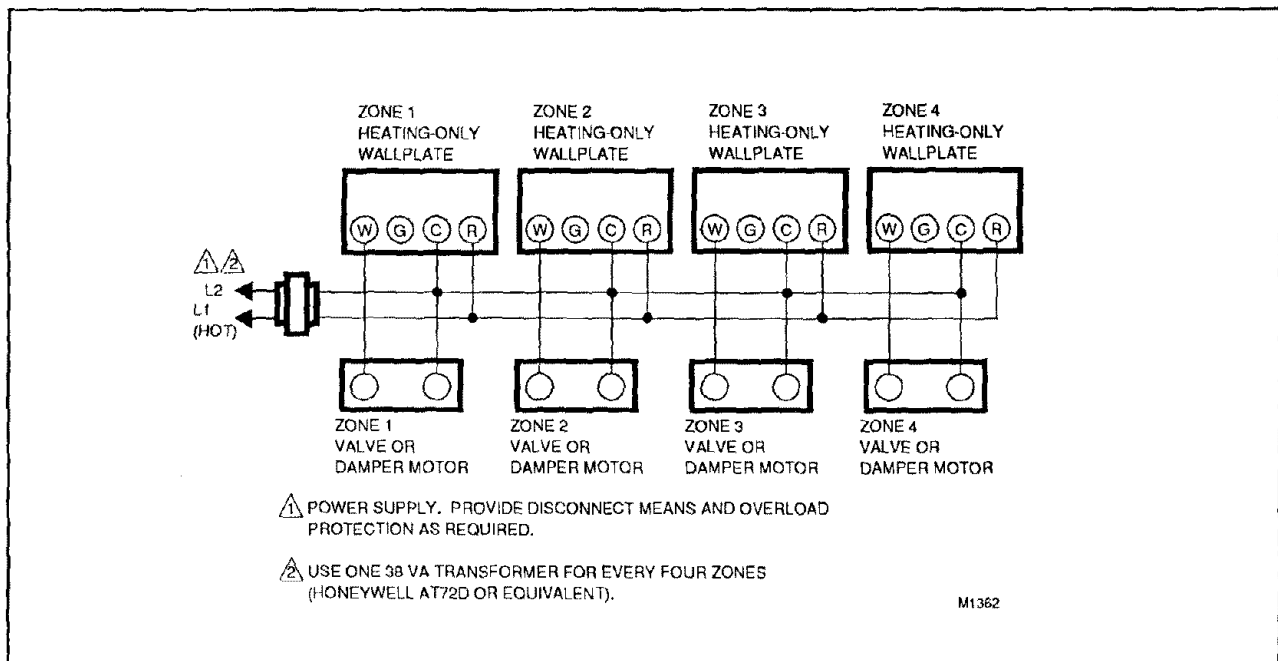 ZONE 1
HEATING-ONLY
WALLPLATE
ZONE 2
HEATING-ONLY
WALLPLATE
ZONE 3
HEATING-ONLY
WALLPLATE
ZONE 4
HEATING-ONLY
WALLPLATE
W G C R
W G C R
W G C R
W G C R
1 2
L2
L1
(HOT)
ZONE 1
VALVE OR
DAMPER MOTOR
ZONE 2
VALVE OR
DAMPER MOTOR
ZONE 3
VALVE OR
DAMPER MOTOR
ZONE 4
VALVE OR
DAMPER MOTOR
1 POWER SUPPLY. PROVIDE DISCONNECT MEANS AND OVERLOAD
PROTECTION AS REQUIRED.
2 USE ONE 38 VA TRANSFORMER FOR EVERY FOUR ZONES
(HONEYWELL AT72D OR EQUIVALENT).
M1362